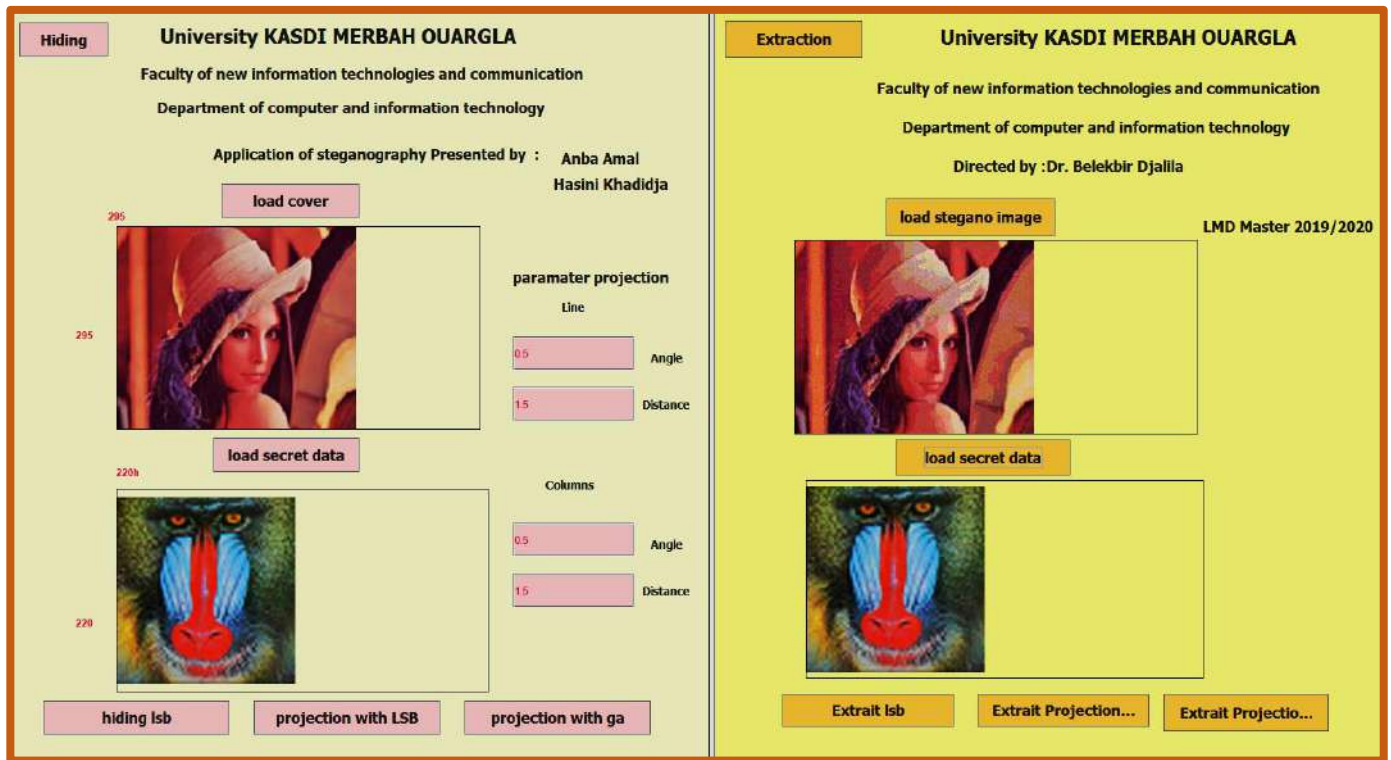 Hiding
University KASDI MERBAH OUARGLA
Faculty of new information technologies and communication
Department of computer and information technology
Application of steganography Presented by :
Anba Amal
Hasini Khadidja
load cover
295
295
paramater projection
Line
0.5
Angle
1.5
Distance
load secret data
220h
220
Columns
0.5
Angle
1.5
Distance
hiding lsb
projection with LSB
projection with ga
Extraction
University KASDI MERBAH OUARGLA
Faculty of new information technologies and communication
Department of computer and information technology
Directed by :Dr. Belekbir Djalila
load stegano image
LMD Master 2019/2020
load secret data
Extrait lsb
Extrait Projection...
Extrait Projectio...